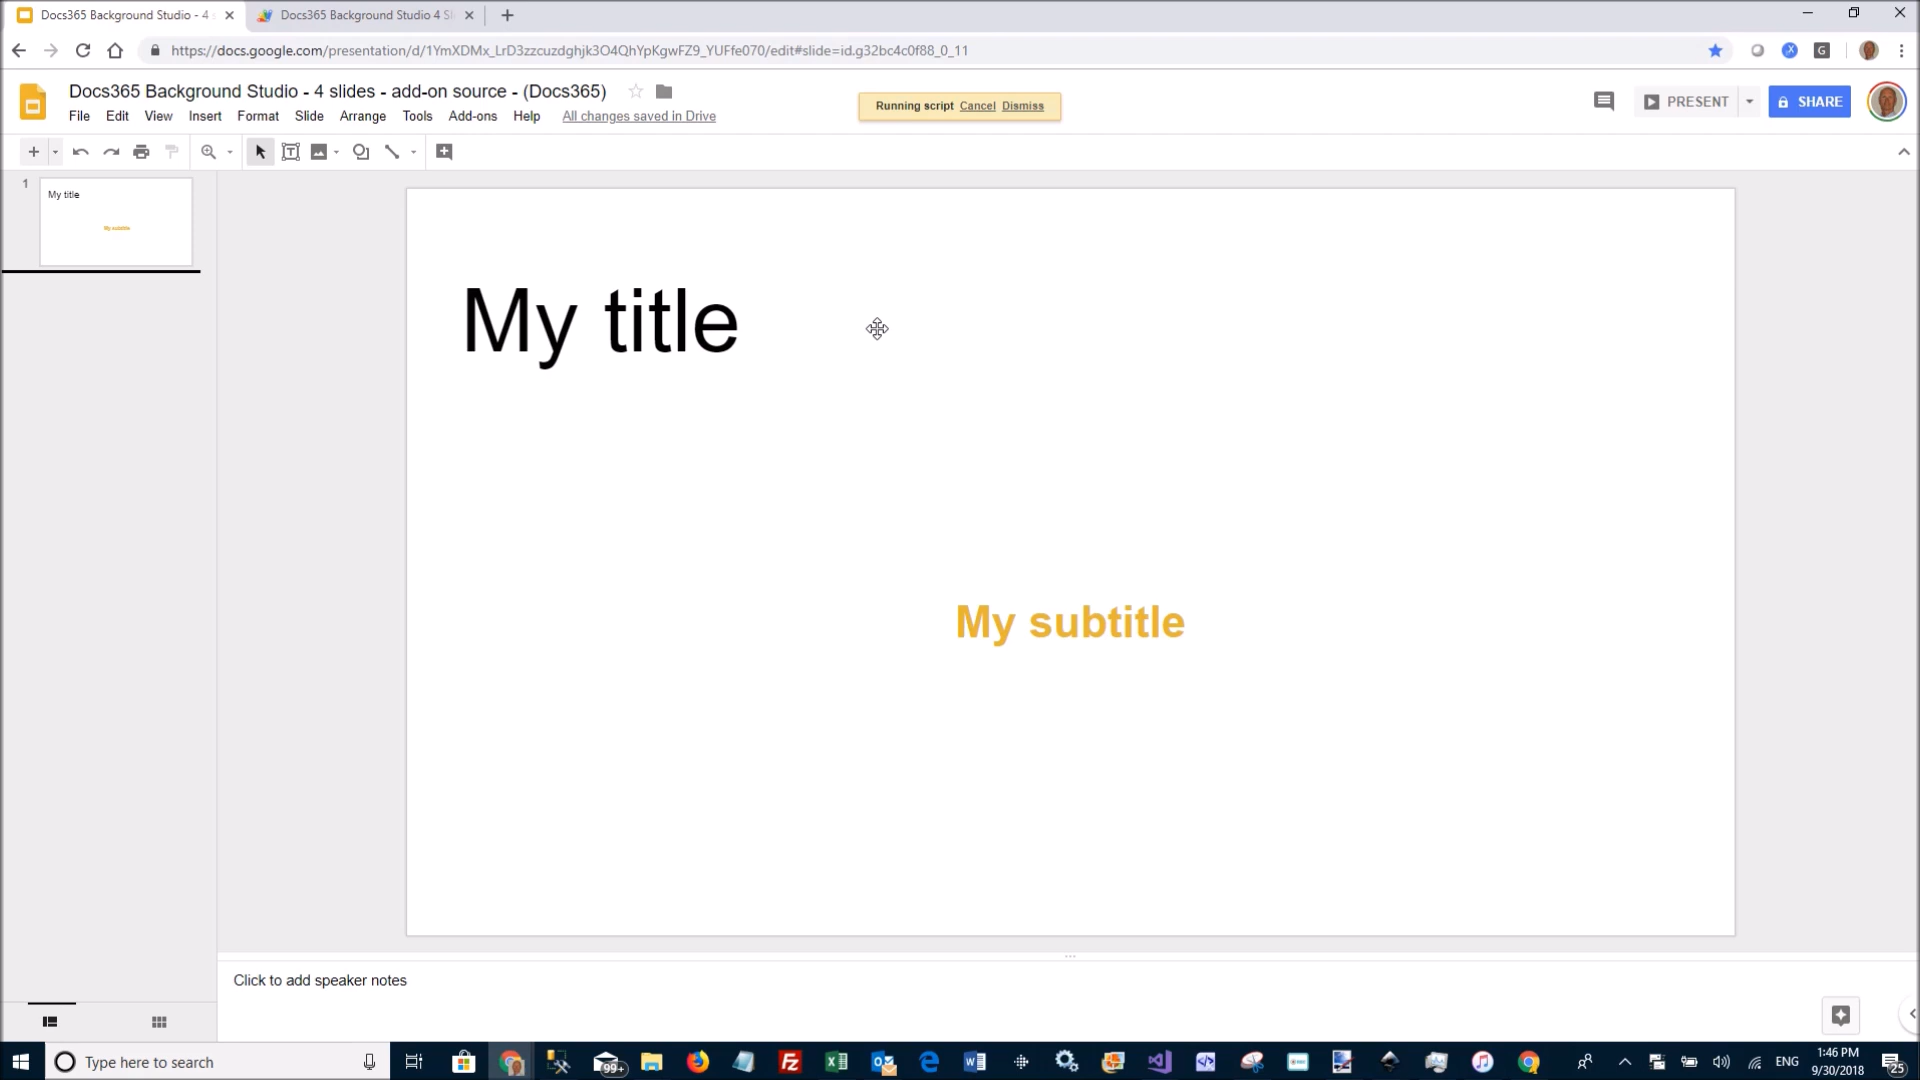 Docs365 Background Studio - 4 s
Docs365 Background Studio 4 Sl
https://docs.google.com/presentation/d/1YmXDMx_LrD3zzcuzdghjk3O4QhYpKgwFZ9_YUFfe070/edit#slide=id.g32bc4c0f88_0_11
G
Docs365 Background Studio - 4 slides - add-on source - (Docs365)
Running script Cancel Dismiss
PRESENT
SHARE
File Edit View Insert Format Slide Arrange Tools Add-ons Help All changes saved in Drive
1
My title
My subtitle
My title
My subtitle
Click to add speaker notes
Type here to search
99+
ENG
1:46 PM
9/30/2018
25